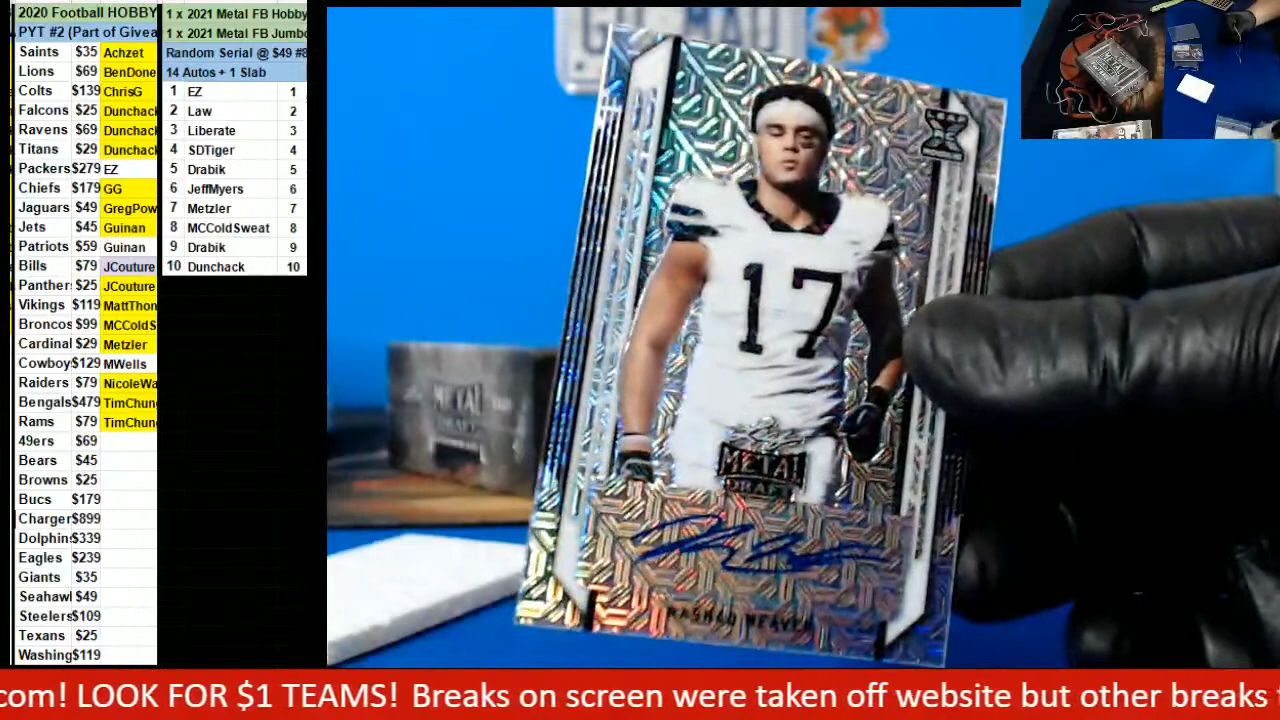 2020 Football HOBBY
PYT #2 (Part of Givea
Saints $35 Achzet
Lions $69 BenDone
Colts $139 ChrisG
Falcons $25 Dunchack
Ravens $69 Dunchack
Titans $29 Dunchack
Packers $279 EZ
Chiefs $179 GG
Jaguars $49 GregPow
Jets $45 Guinan
Patriots $59 Guinan
Bills $79 JCouture
Panther $25 JCouture
Vikings $119 MattThon
Broncos $99 MCColdS
Cardinal $29 Metzler
Cowboy $129 MWells
Raiders $79 NicoleWa
Bengals $479 TimChun
Rams $79 TimChun
49ers $69
Bears $45
Browns $25
Bucs $179
Charger $899
Dolphin $339
Eagles $239
Giants $35
Seahawl $49
Steelers $109
Texans $25
Washing $119
1 x 2021 Metal FB Hobby
1 x 2021 Metal FB Jumbo
Random Serial @ $49 #8
14 Autos + 1 Slab
1 EZ 1
2 Law 2
3 Liberate 3
4 SDTiger 4
5 Drabik 5
6 JeffMyers 6
7 Metzler 7
8 MCColdSweat 8
9 Drabik 9
10 Dunchack 10
17
METAL
DRAFT
RASHAD WEAVER
METAL
.com! LOOK FOR $1 TEAMS! Breaks on screen were taken off website but other breaks